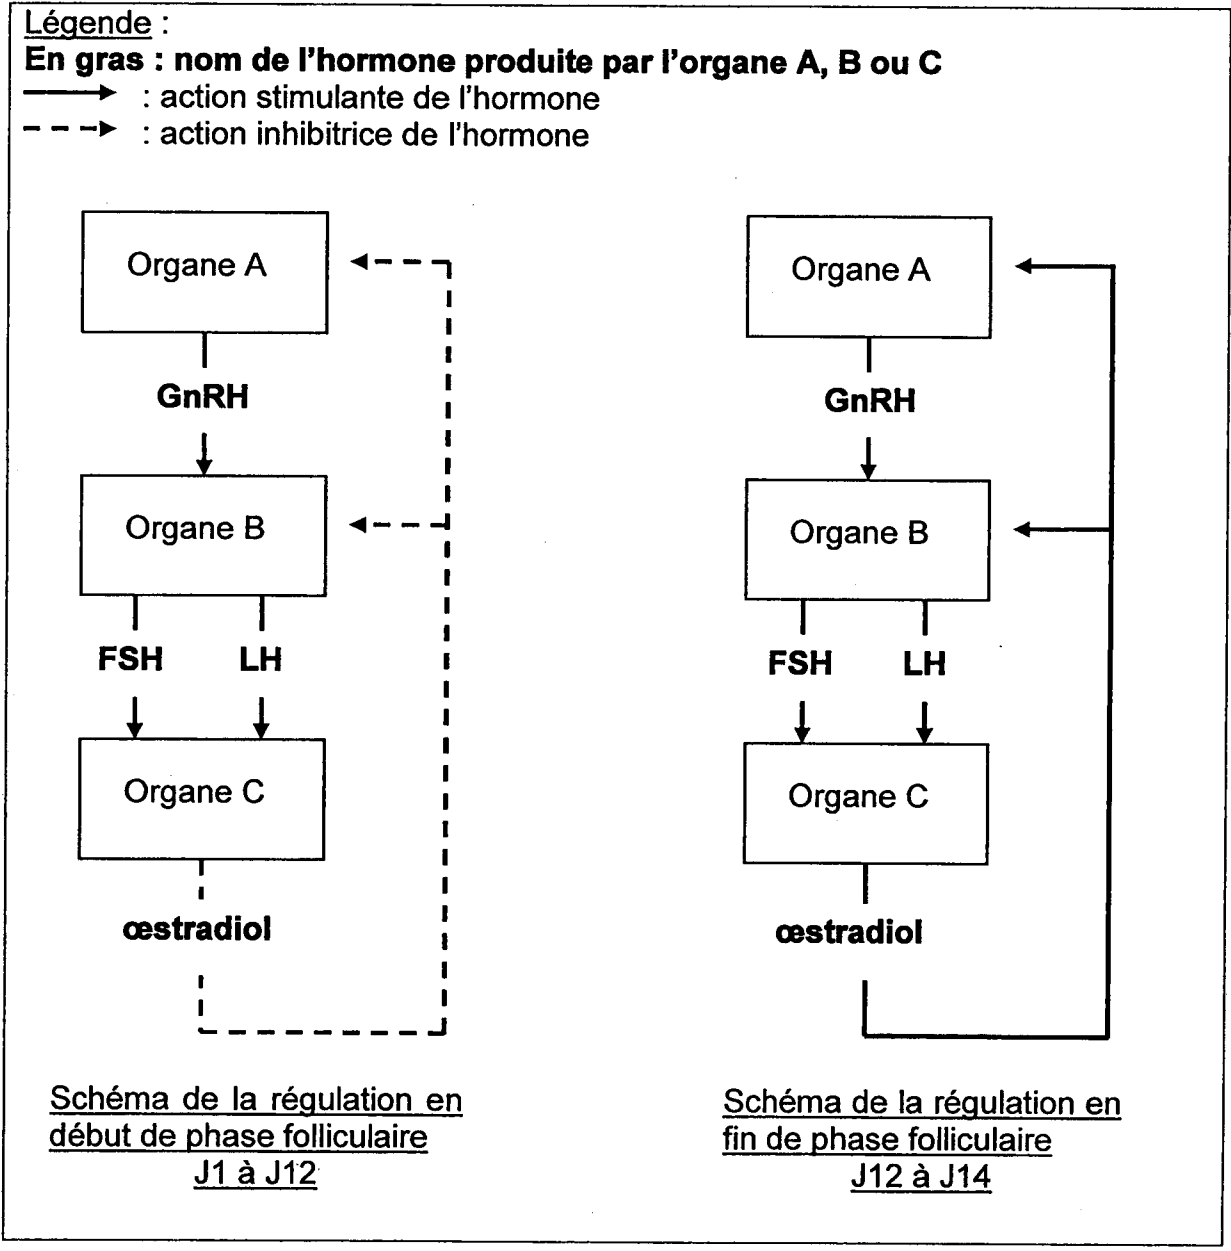 Légende :
En gras : nom de l'hormone produite par l'organe A, B ou C
: action stimulante de l'hormone
: action inhibitrice de l'hormone
Organe A
GnRH
Organe B
FSH LH
Organe C
œstradiol
Schéma de la régulation en
début de phase folliculaire
J1 à J12
Organe A
GnRH
Organe B
FSH LH
Organe C
œstradiol
Schéma de la régulation en
fin de phase folliculaire
J12 à J14